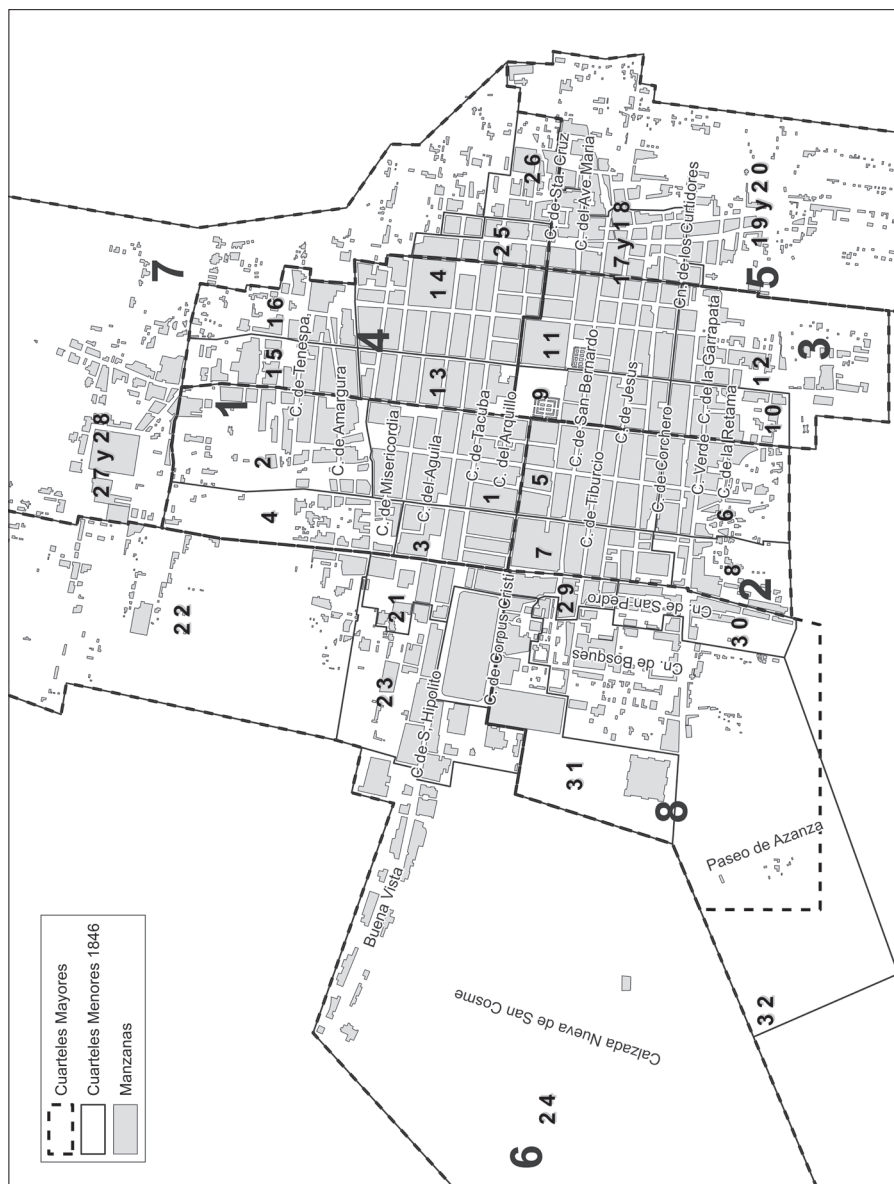 Cuarteles Mayores
Cuarteles Menores 1846
Manzanas
7
27 y 28
1
16
15
C. de Tenespa
2
4
C. de Amargura
22
4
14
13
C. de Misericordia
C. del Aguila
3
21
23
C. de S. Hipolito
Buena Vista
25
26
C. de Sta. Cruz
C. del Ave María
C. de Tacuba
C. del Arquillo
1
C. de Corpus Cristi
11
9
C. de San Bernardo
5
7
C. de Tiburcio
29
17 y 18
C. de Jesus
Cn. de los Curtidores
C. de Corchero
Cn. de San Pedro
Cn. de Bosques
31
8
19 y 20
5
C. de la Garrapata
C. Verde
C. de la Retama
12
3
10
6
8
2
30
Paseo de Azanza
32
Calzada Nueva de San Cosme
24
6